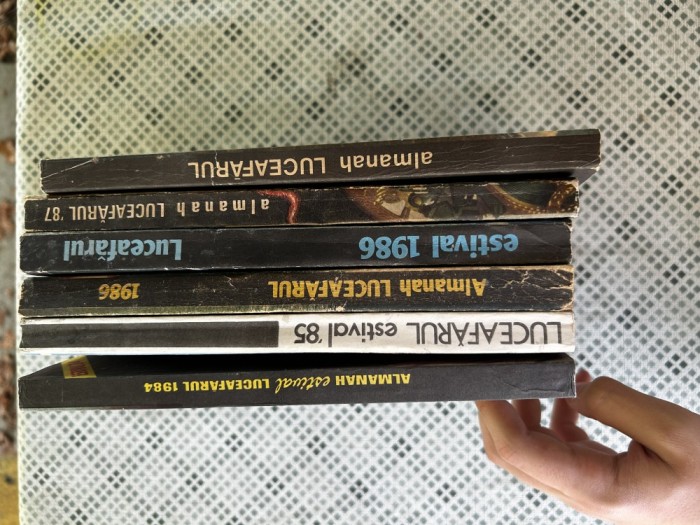 almanah LUCEAFĂRUL
almanah LUCEAFĂRUL '87
estival 1986 Luceafărul
Almanah LUCEAFĂRUL 1986
LUCEAFĂRUL estival '85
ALMANAH estival LUCEAFĂRUL 1984